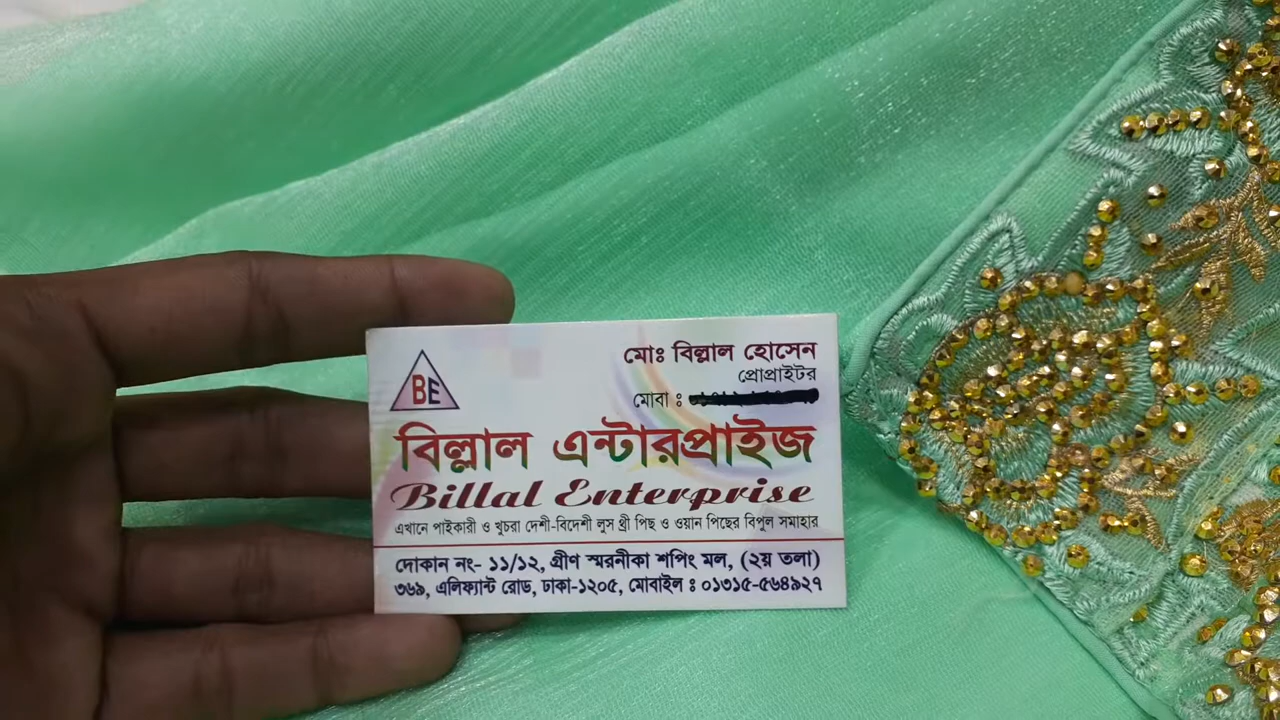 BE
মোঃ বিল্লাল হোসেন
প্রোপ্রাইটর
মোবা :
বিল্লাল এন্টারপ্রাইজ
Billal Enterprise
এখানে পাইকারী ও খুচরা দেশী-বিদেশী লুস থ্রী পিছ ও ওয়ান পিছের বিপুল সমাহার
দোকান নং- ১১/১২, গ্রীণ স্মরনীকা শপিং মল, (২য় তলা)
৩৬৯, এলিফ্যান্ট রোড, ঢাকা-১২০৫, মোবাইল : ০১৩১৫-৫৬৪৯২৭